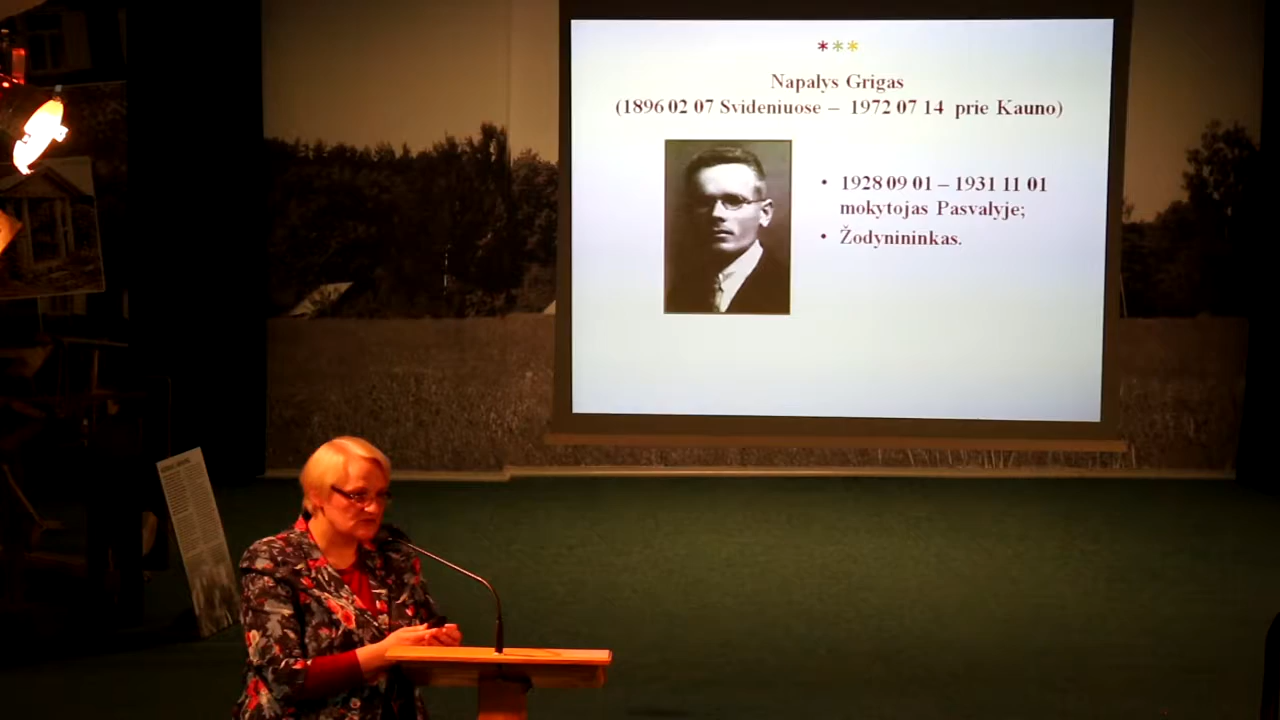 ***
Napalys Grigas
(1896 02 07 Svideniuose – 1972 07 14 prie Kauno)
• 1928 09 01 – 1931 11 01
mokytojas Pasvalyje;
• Žodynininkas.